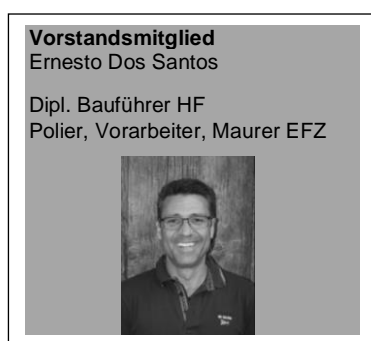 Vorstandsmitglied
Ernesto Dos Santos
Dipl. Bauführer HF
Polier, Vorarbeiter, Maurer EFZ